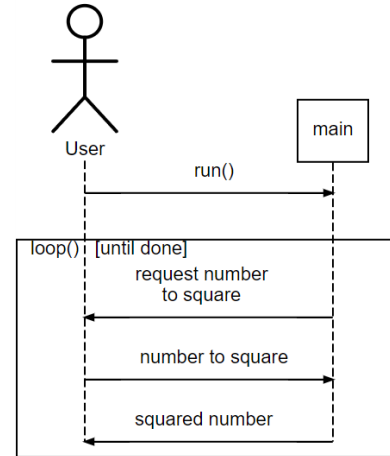 User
main
run()
loop() [until done]
request number
to square
number to square
squared number